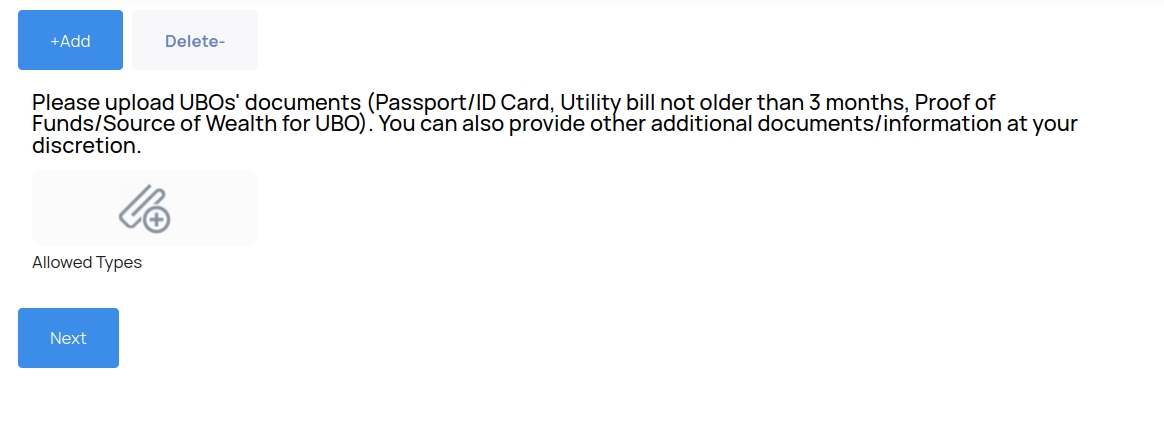 +Add Delete-
Please upload UBOs' documents (Passport/ID Card, Utility bill not older than 3 months, Proof of
Funds/Source of Wealth for UBO). You can also provide other additional documents/information at your
discretion.
Allowed Types
Next